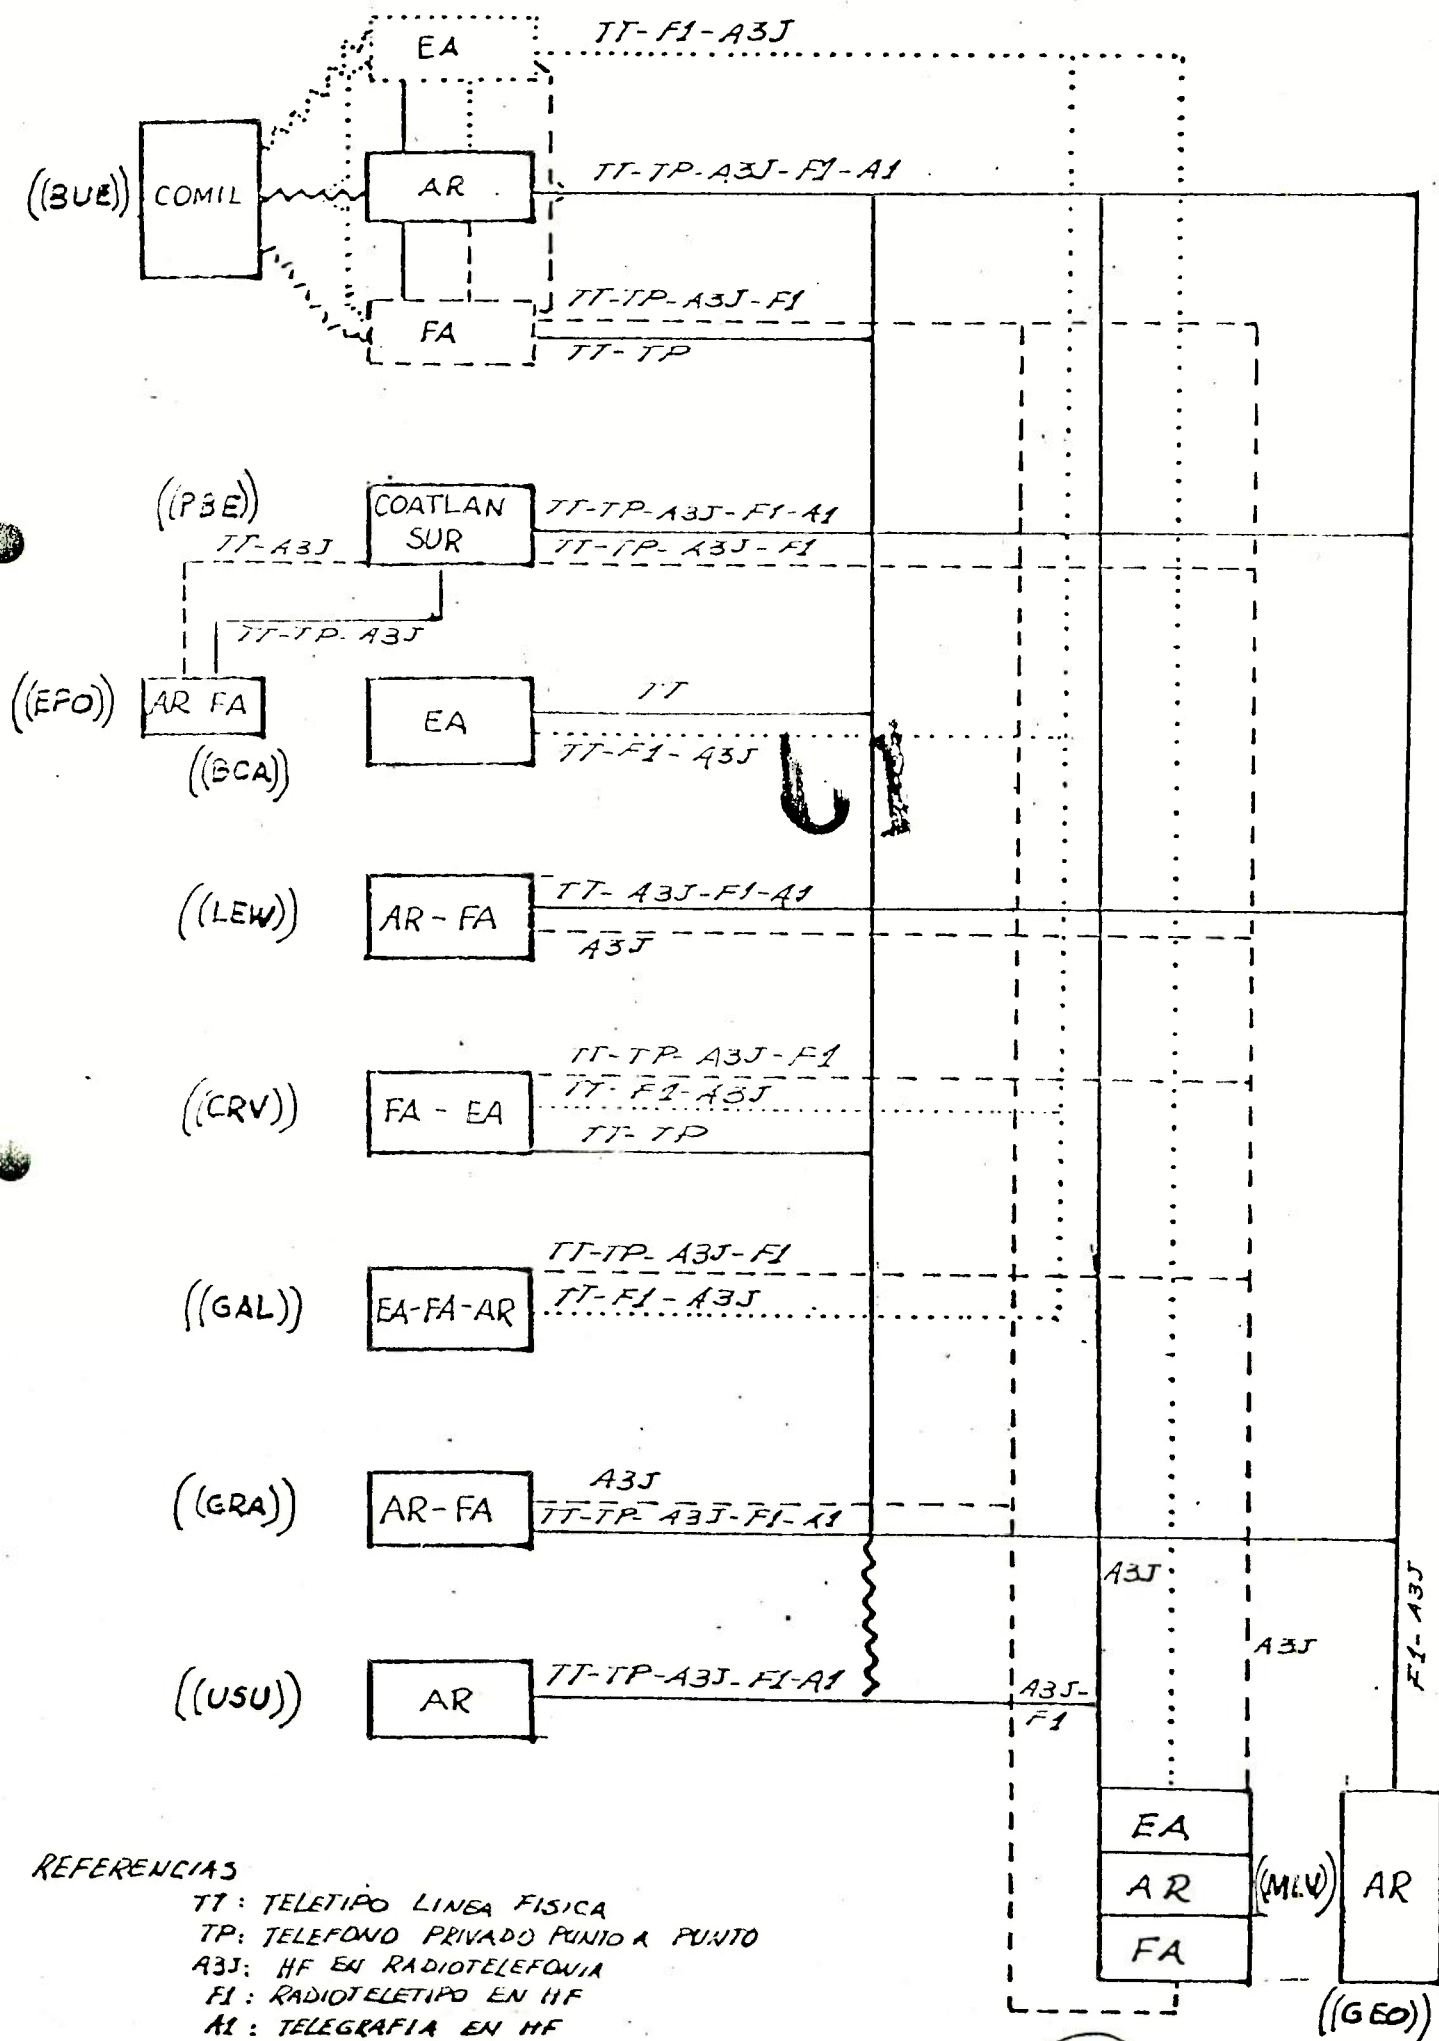 EA
TT-F1-A3J
((BUE))
COMIL
AR
TT-TP-A3J-F1-A1
FA
TT-TP-A3J-F1
TT-TP
((PBE))
COATLAN
SUR
TT-TP-A3J-F1-A1
TT-A3J
TT-TP-A3J-F1
TT-TP-A3J
((EPO))
AR FA
EA
TT
TT-F1-A3J
((BCA))
((LEW))
AR-FA
TT-A3J-F1-A1
A3J
((CRV))
FA-EA
TT-TP-A3J-F1
TT-F1-A3J
TT-TP
((GAL))
EA-FA-AR
TT-TP-A3J-F1
TT-F1-A3J
((GRA))
AR-FA
A3J
TT-TP-A3J-F1-A1
A3J
A3J
F1-A3J
((USU))
AR
TT-TP-A3J-F1-A1
A3J-
F1
EA
AR
FA
((MLV))
AR
((GEO))
REFERENCIAS
TT: TELETIPO LINEA FISICA
TP: TELEFONO PRIVADO PUNTO A PUNTO
A3J: HF EN RADIOTELEFONIA
F1: RADIOTELETIPO EN HF
A1: TELEGRAFIA EN HF